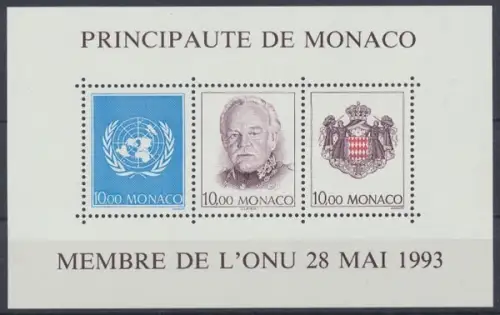 PRINCIPAUTE DE MONACO
10,00 MONACO
10,00 MONACO
10,00 MONACO
MEMBRE DE L'ONU 28 MAI 1993